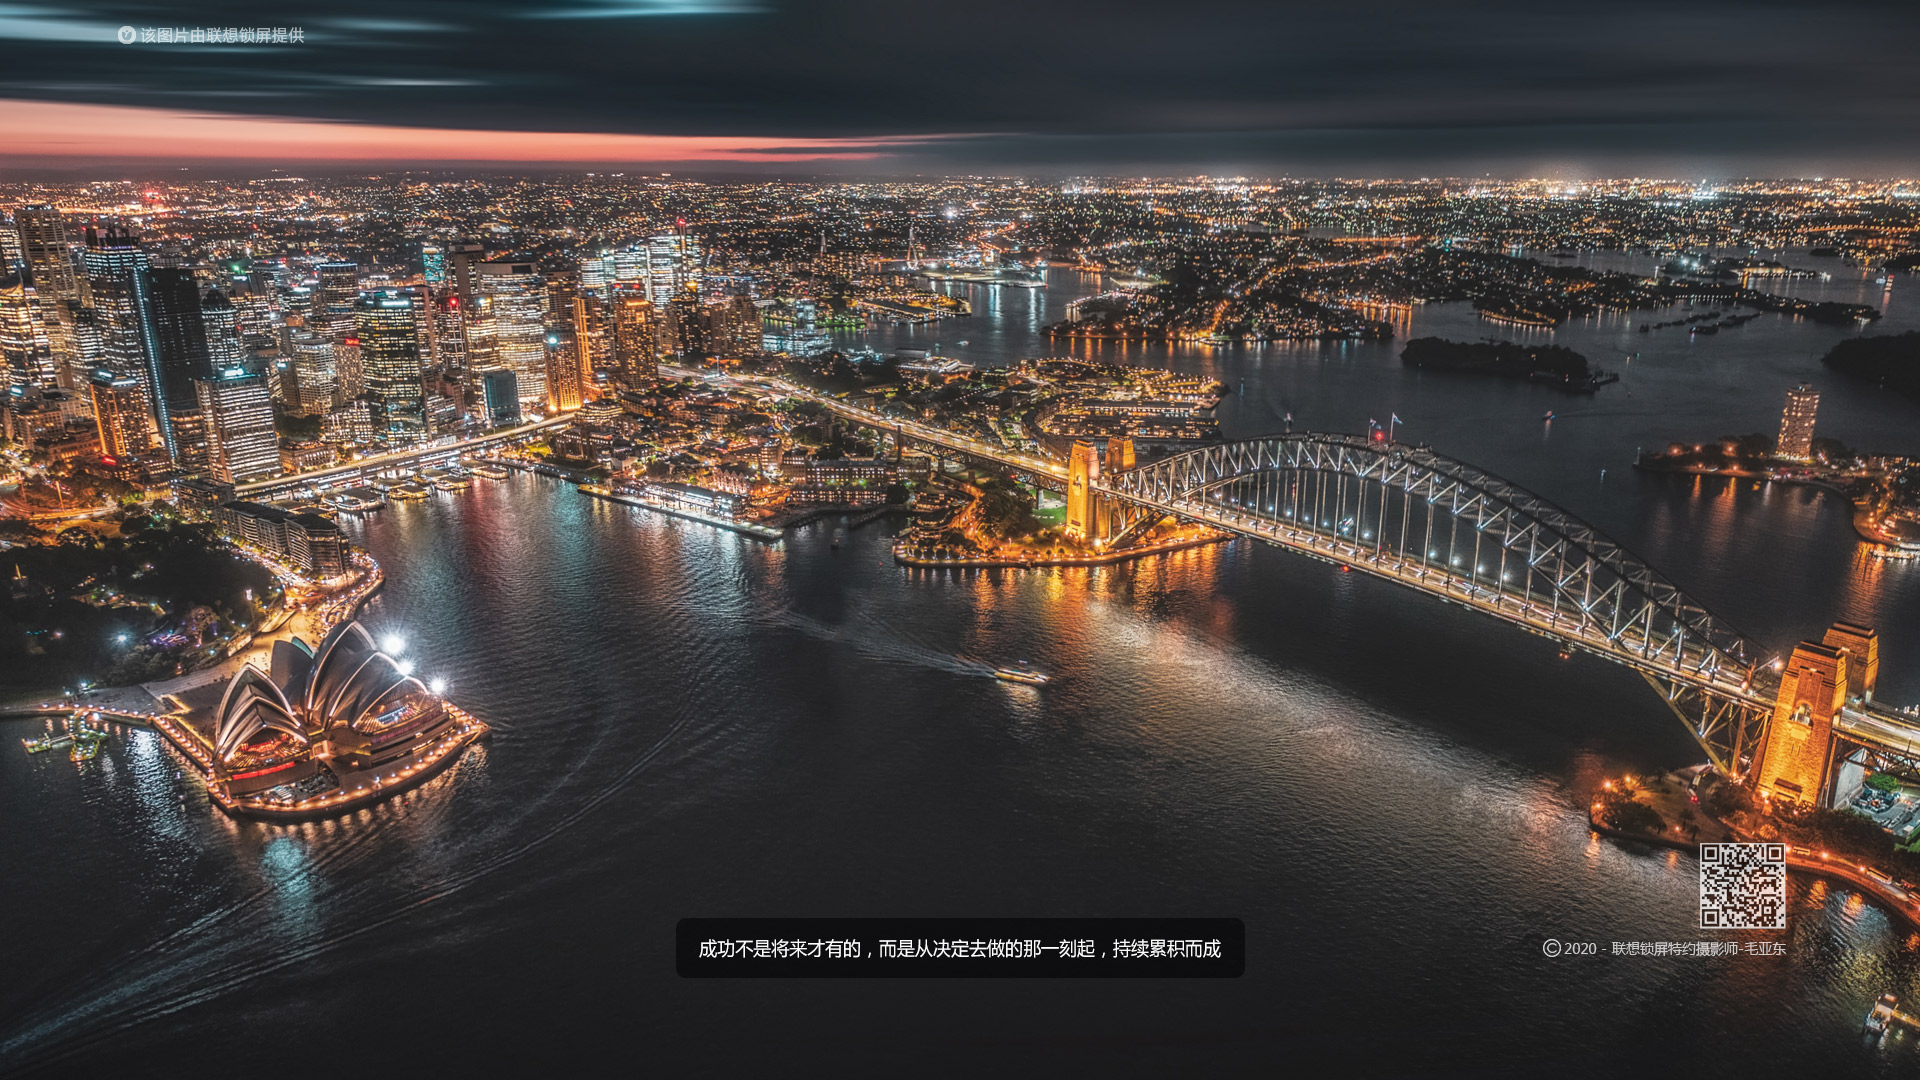 该图片由联想锁屏提供
成功不是将来才有的，而是从决定去做的那一刻起，持续累积而成
©2020 - 联想锁屏特约摄影师-毛亚东